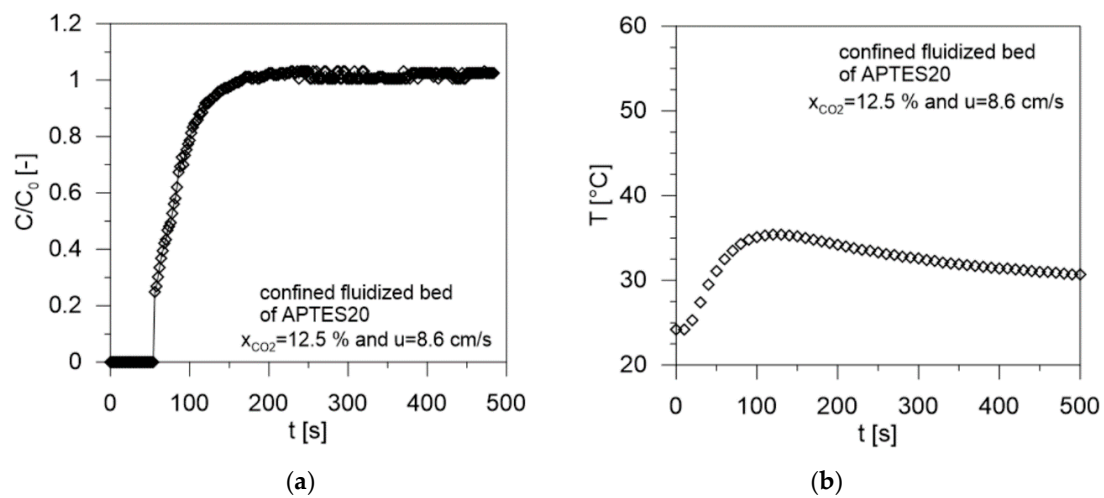 1.2
1
0.8
0.6
0.4
0.2
0
C/C₀ [-]
confined fluidized bed
of APTES20
x_CO2=12.5 % and u=8.6 cm/s
0 100 200 300 400 500
t [s]
(a)
60
50
40
30
20
T [°C]
confined fluidized bed
of APTES20
x_CO2=12.5 % and u=8.6 cm/s
0 100 200 300 400 500
t [s]
(b)